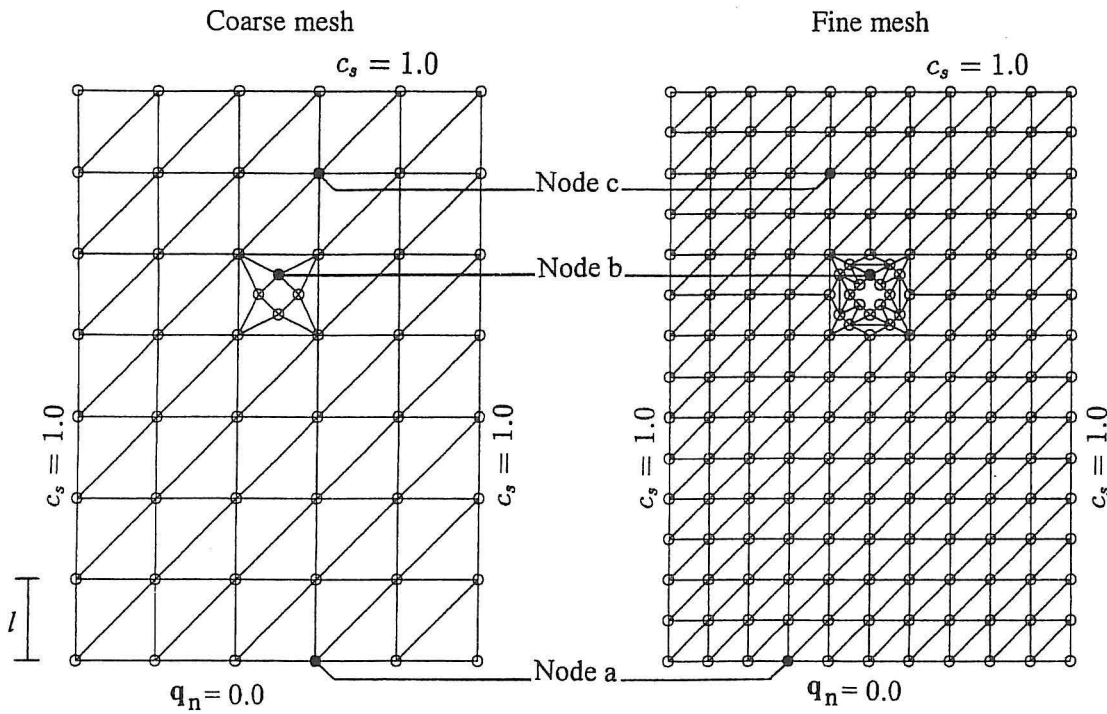 Coarse mesh
Fine mesh
c_s = 1.0
c_s = 1.0
Node c
Node b
c_s = 1.0
c_s = 1.0
c_s = 1.0
c_s = 1.0
l
Node a
q_n = 0.0
q_n = 0.0